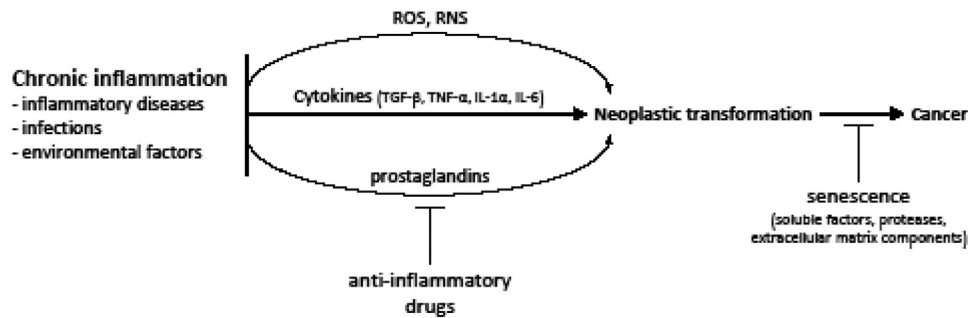 ROS, RNS
Chronic inflammation
- inflammatory diseases
- infections
- environmental factors
Cytokines (TGF-β, TNF-α, IL-1α, IL-6)
Neoplastic transformation
Cancer
prostaglandins
senescence
(soluble factors, proteases,
extracellular matrix components)
anti-inflammatory
drugs